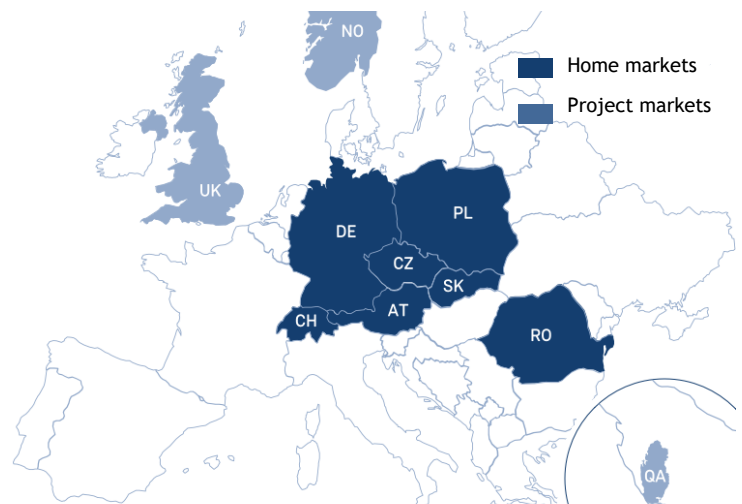 NO
Home markets
Project markets
UK
DE
PL
CZ
SK
AT
CH
RO
QA